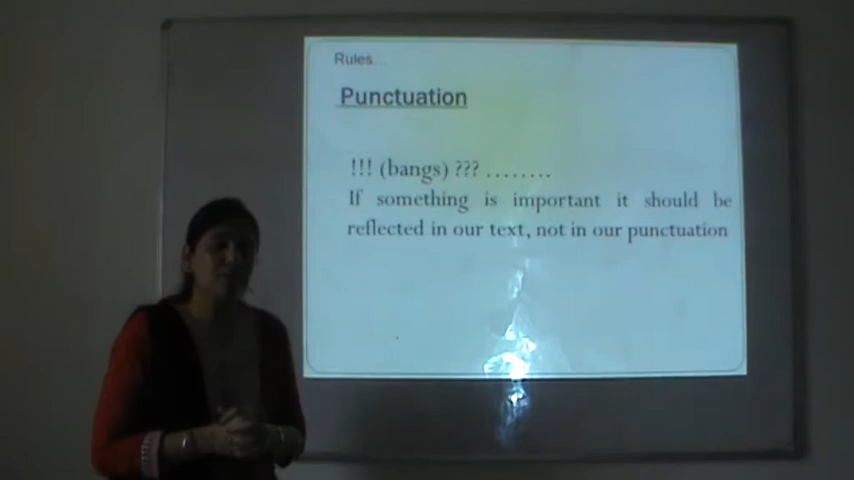 Rules...
Punctuation
!!! (bangs) ??? ........
If something is important it should be
reflected in our text, not in our punctuation